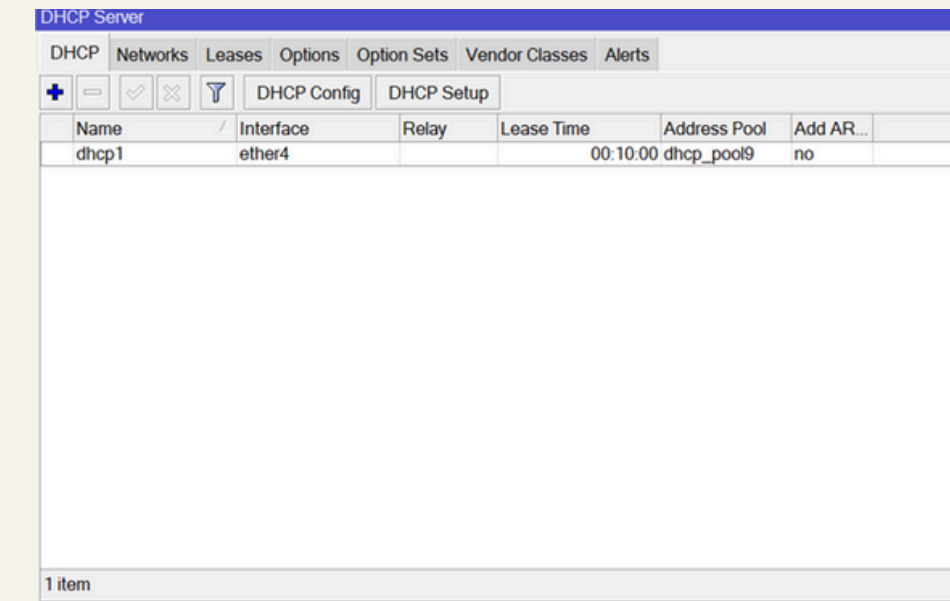 DHCP Server
DHCP Networks Leases Options Option Sets Vendor Classes Alerts
DHCP Config DHCP Setup
Name Interface Relay Lease Time Address Pool Add AR...
dhcp1 ether4 00:10:00 dhcp_pool9 no
1 item